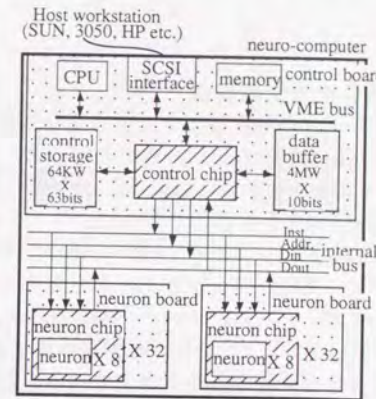 Host workstation
(SUN, 3050, HP etc.)
neuro-computer
CPU
SCSI
interface
memory
control board
VME bus
control
storage
64KW
X
63bits
control chip
data
buffer
4MW
X
10bits
Inst
Addr.
Din
Dout
internal
bus
neuron board
neuron chip
neuron X 8
X 32
neuron board
neuron chip
neuron X 8
X 32